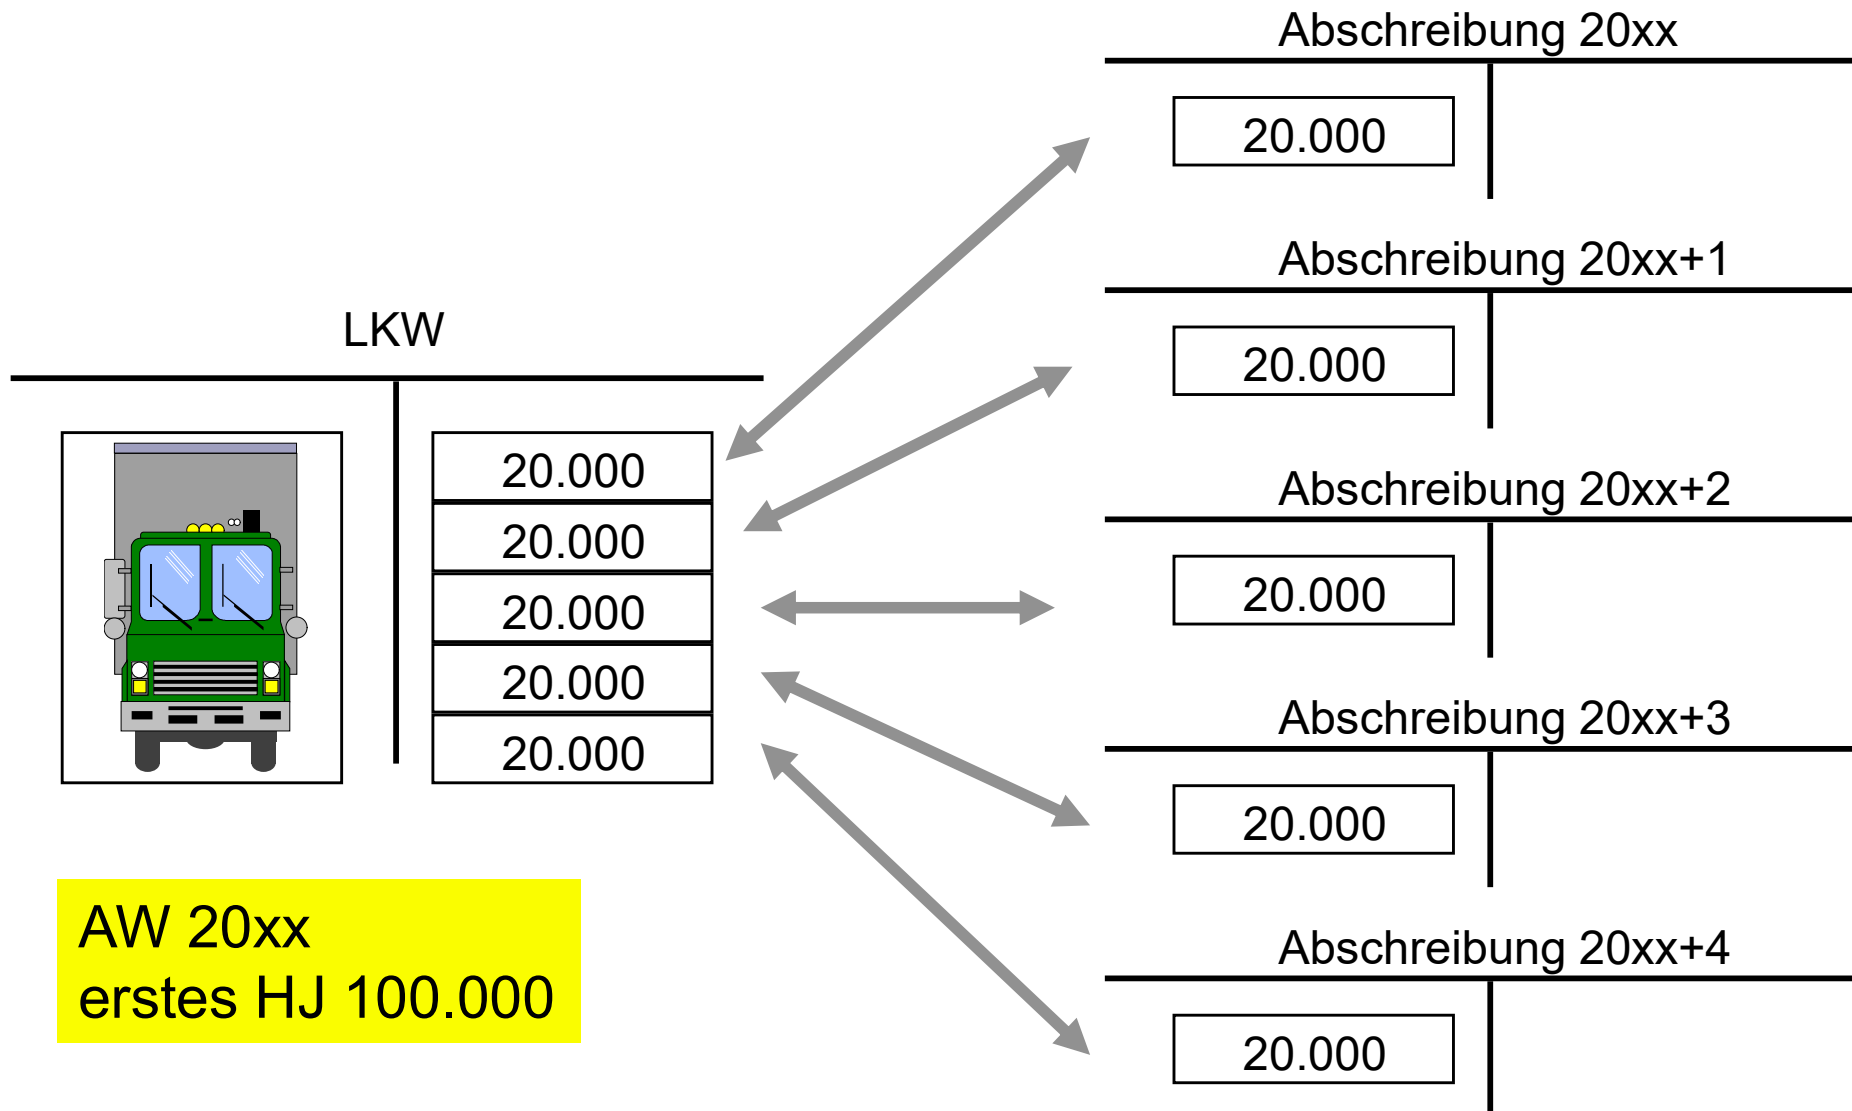 LKW
20.000
20.000
20.000
20.000
20.000
AW 20xx
erstes HJ 100.000
Abschreibung 20xx
20.000
Abschreibung 20xx+1
20.000
Abschreibung 20xx+2
20.000
Abschreibung 20xx+3
20.000
Abschreibung 20xx+4
20.000